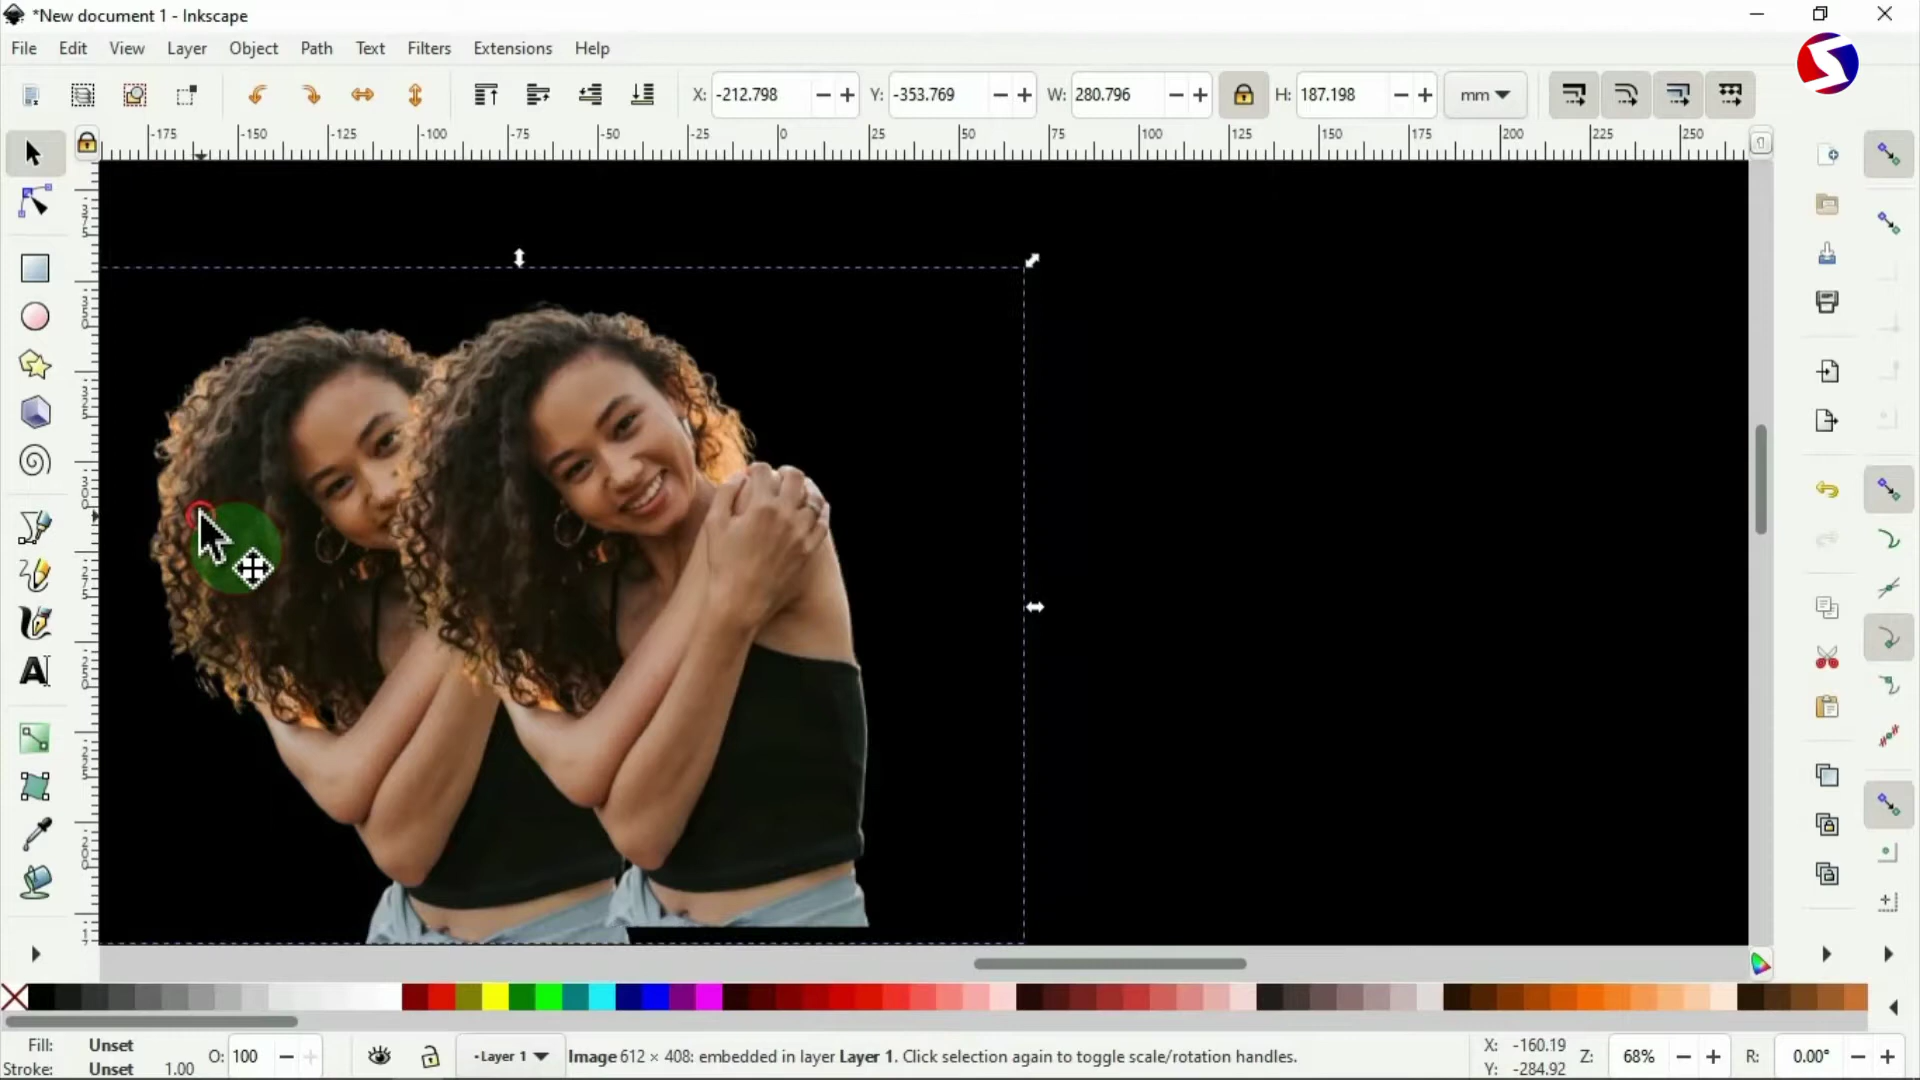 *New document 1 - Inkscape
File Edit View Layer Object Path Text Filters Extensions Help
X: -212.798 Y: -353.769 W: 280.796 H: 187.198 mm
-175 -150 -125 -100 -75 -50 -25 0 25 50 75 100 125 150 175 200 225 250
Fill: Unset
Stroke: Unset 1.00
O: 100
-Layer 1
Image 612 × 408: embedded in layer Layer 1. Click selection again to toggle scale/rotation handles.
X: -160.19
Y: -284.92
Z: 68%
R: 0.00°